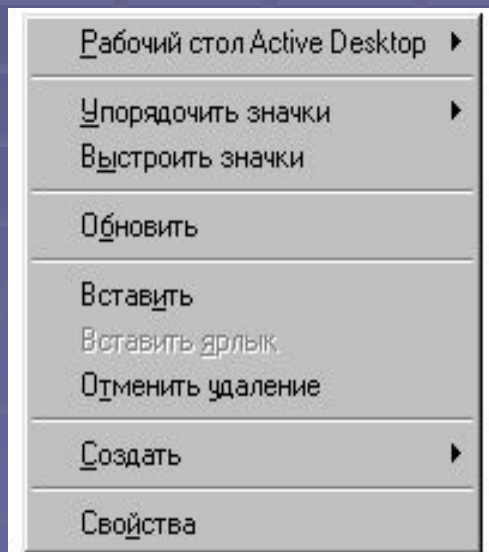 Рабочий стол Active Desktop
Упорядочить значки
Выстроить значки
Обновить
Вставить
Вставить ярлык
Отменить удаление
Создать
Свойства